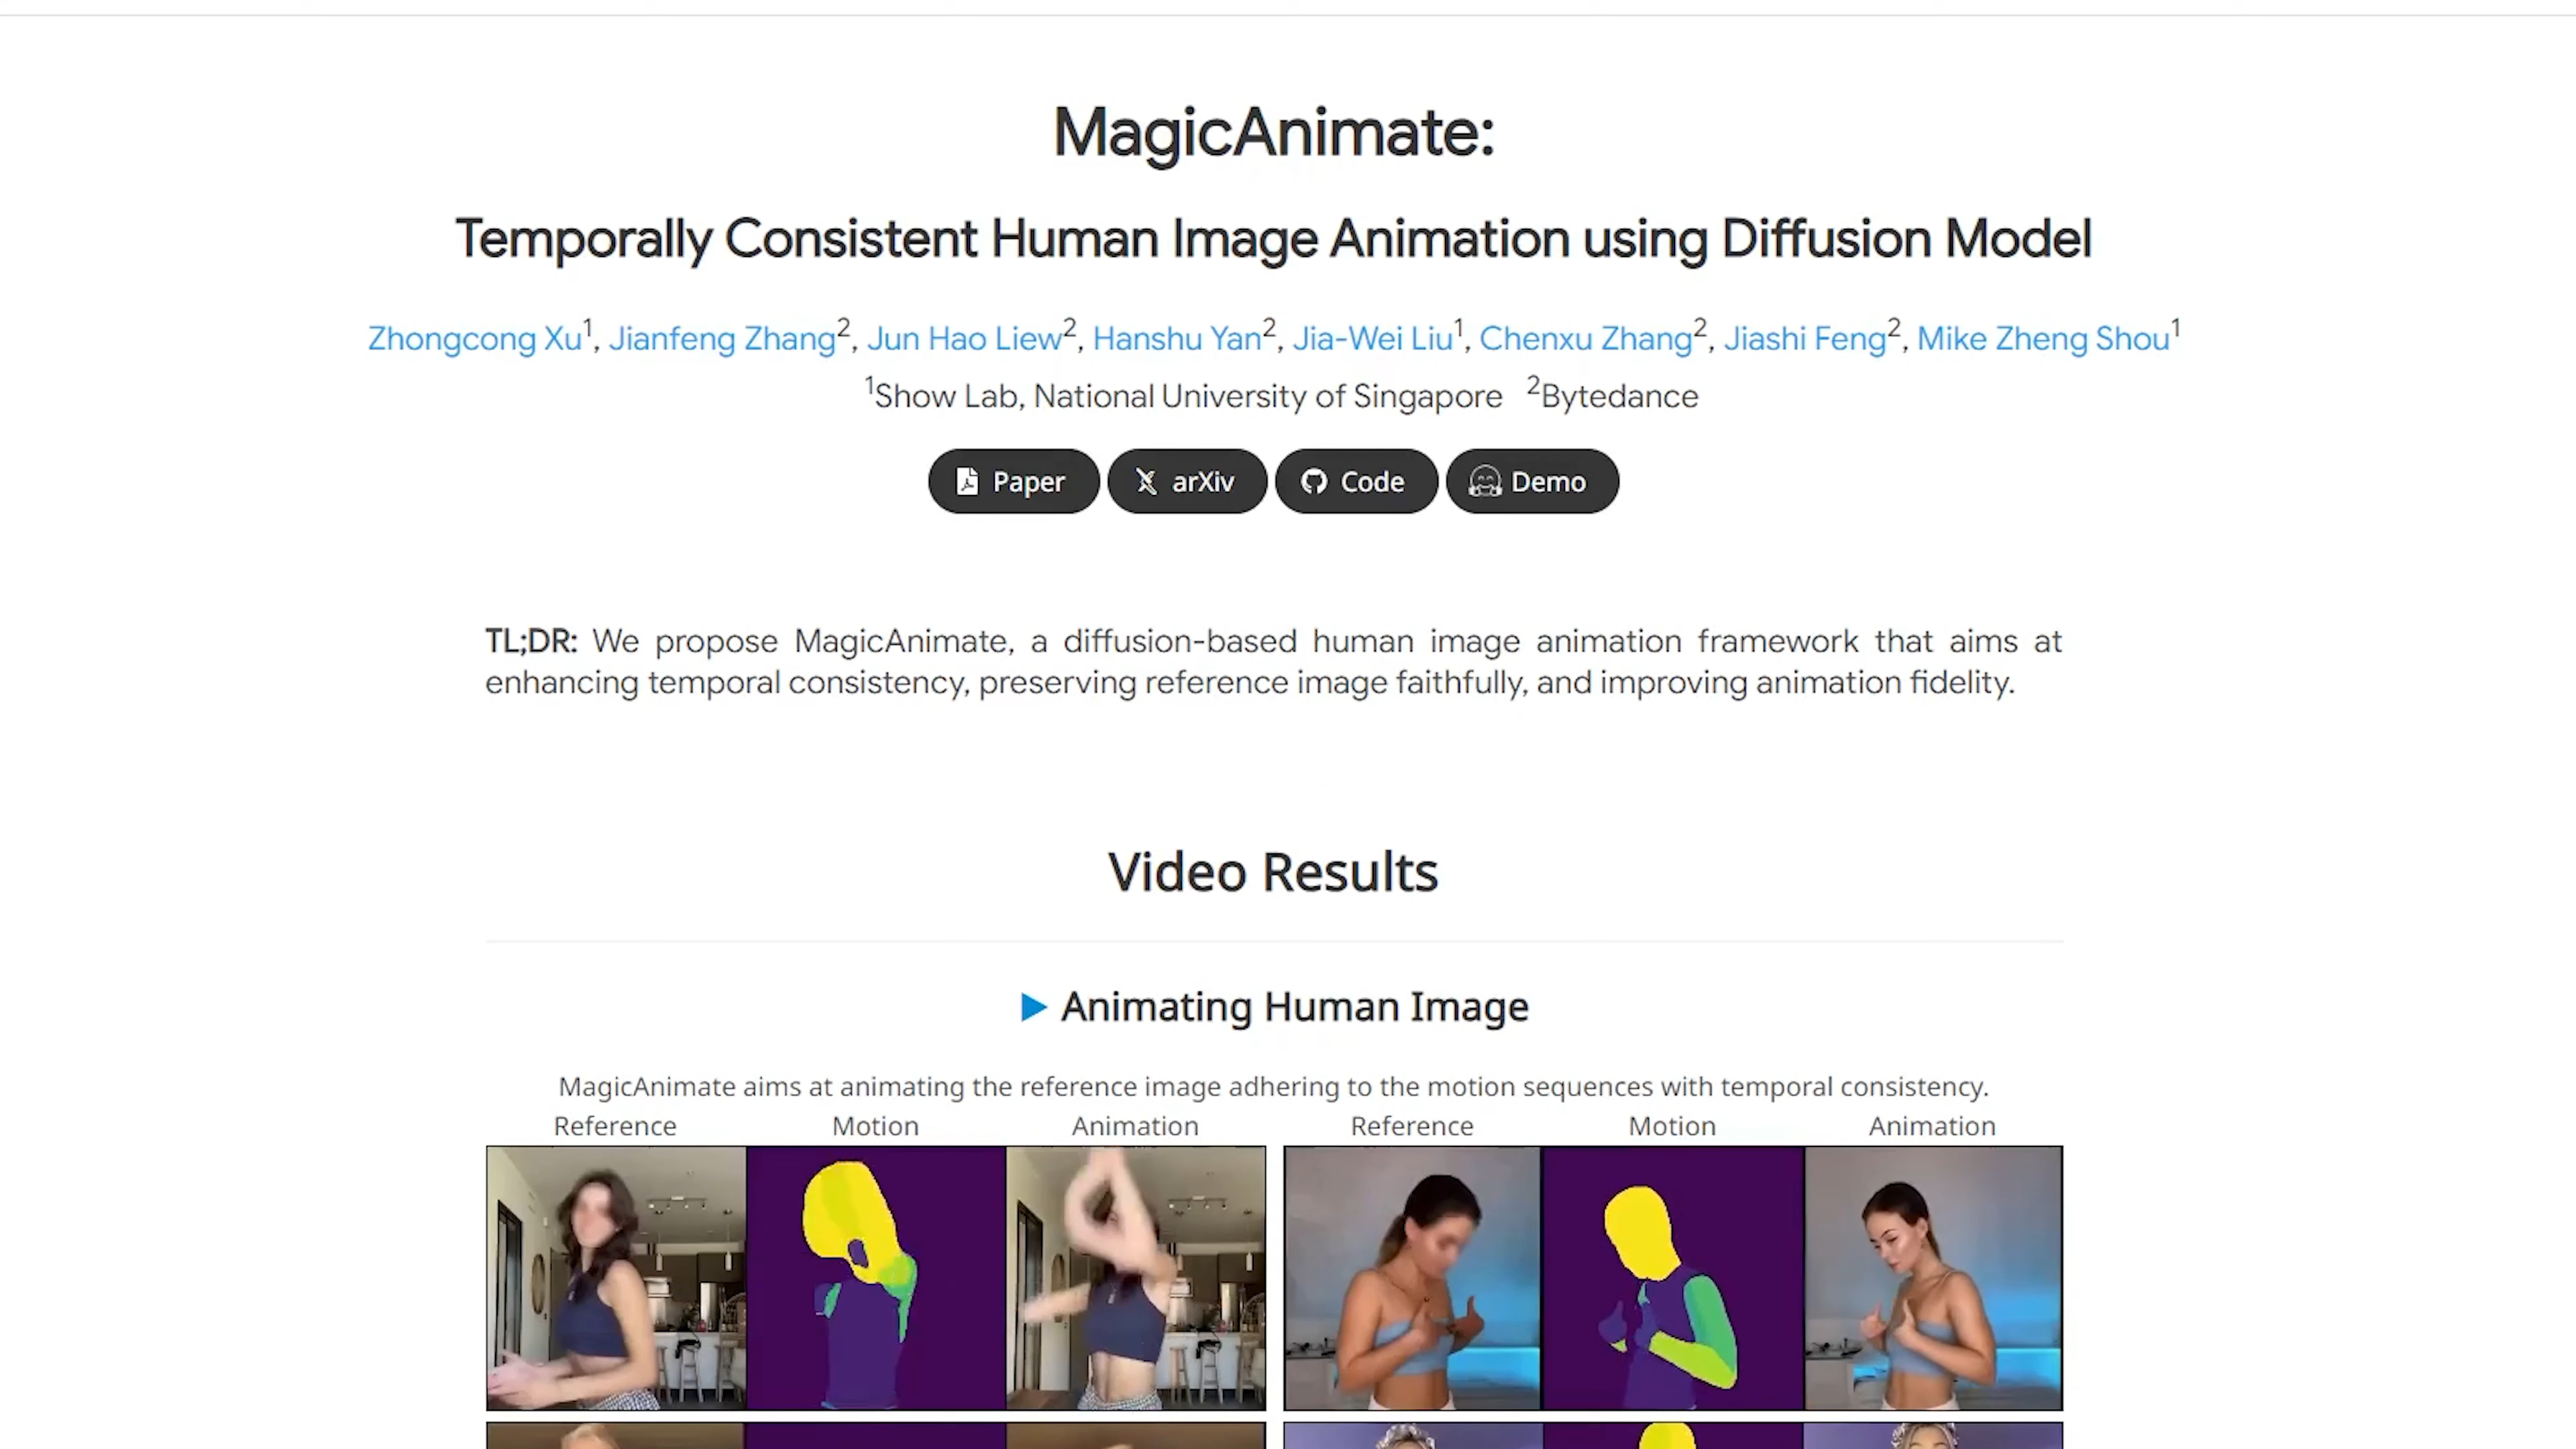 MagicAnimate:
Temporally Consistent Human Image Animation using Diffusion Model
Zhongcong Xu1, Jianfeng Zhang2, Jun Hao Liew2, Hanshu Yan2, Jia-Wei Liu1, Chenxu Zhang2, Jiashi Feng2, Mike Zheng Shou1
1Show Lab, National University of Singapore 2Bytedance
Paper arXiv Code Demo
TL;DR: We propose MagicAnimate, a diffusion-based human image animation framework that aims at
enhancing temporal consistency, preserving reference image faithfully, and improving animation fidelity.
Video Results
Animating Human Image
MagicAnimate aims at animating the reference image adhering to the motion sequences with temporal consistency.
Reference Motion Animation Reference Motion Animation